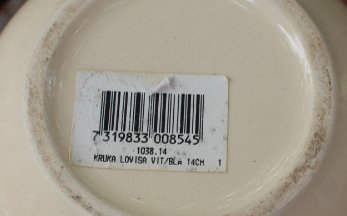 7 319833 008545
1038.14
KRUKA LOVISA VIT/BLå 14CM 1